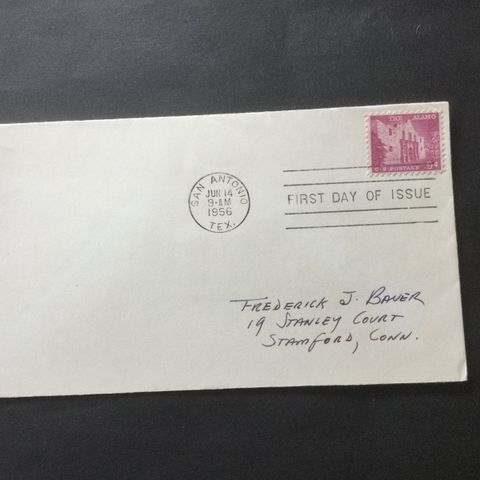 THE ALAMO
U.S. POSTAGE 9¢
SAN ANTONIO
JUN 14
9-AM
1956
TEX.
FIRST DAY OF ISSUE
FREDERICK J. BAUER
19 STANLEY COURT
STAMFORD, CONN.